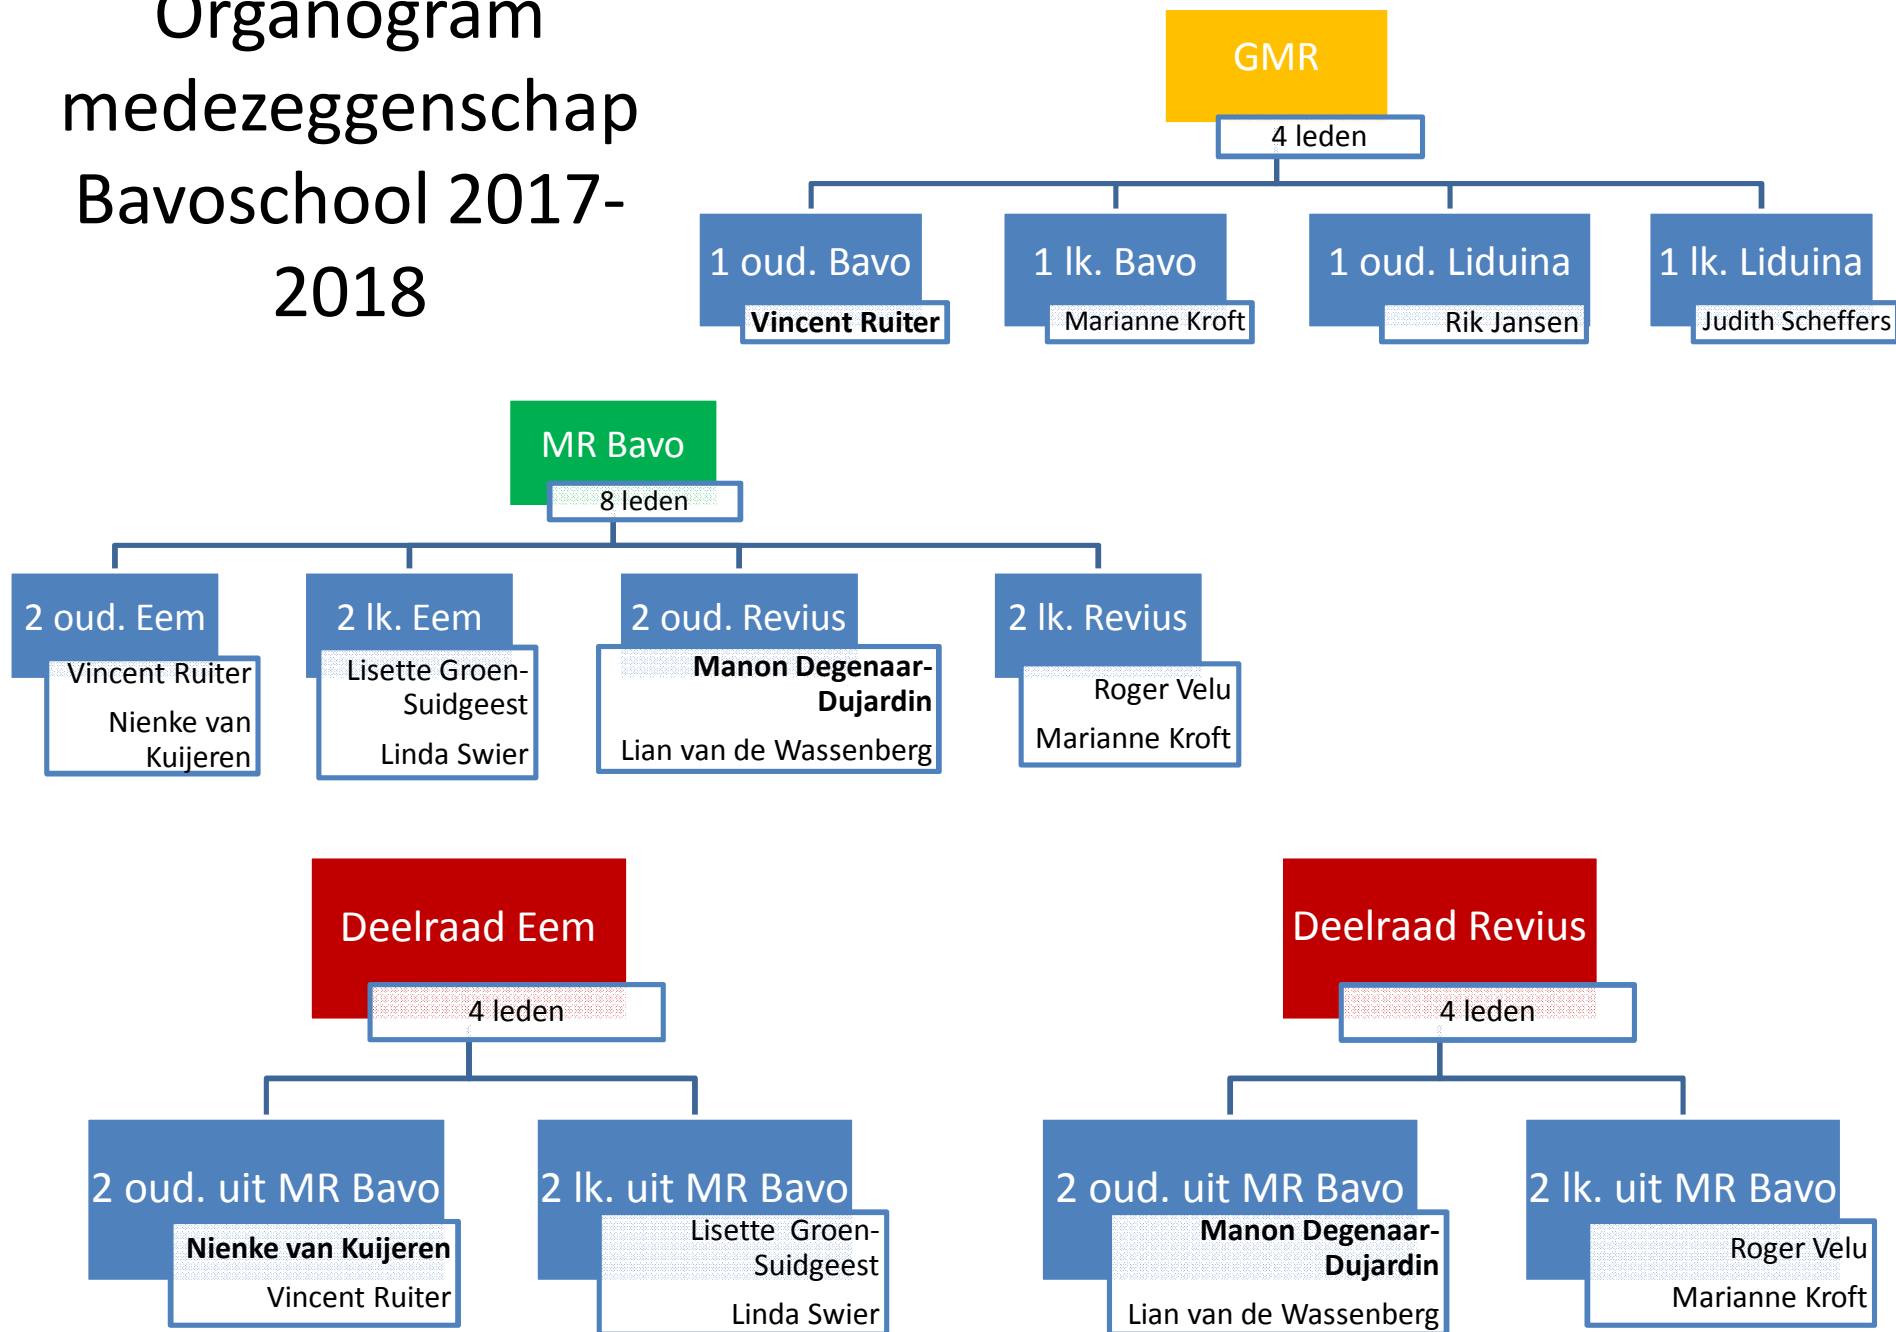 Organogram
medezeggenschap
Bavoschool 2017-
2018
GMR
4 leden
1 oud. Bavo
Vincent Ruiter
1 lk. Bavo
Marianne Kroft
1 oud. Liduina
Rik Jansen
1 lk. Liduina
Judith Scheffers
MR Bavo
8 leden
2 oud. Eem
Vincent Ruiter
Nienke van
Kuijeren
2 lk. Eem
Lisette Groen-
Suidgeest
Linda Swier
2 oud. Revius
Manon Degenaar-
Dujardin
Lian van de Wassenberg
2 lk. Revius
Roger Velu
Marianne Kroft
Deelraad Eem
4 leden
2 oud. uit MR Bavo
Nienke van Kuijeren
Vincent Ruiter
2 lk. uit MR Bavo
Lisette Groen-
Suidgeest
Linda Swier
Deelraad Revius
4 leden
2 oud. uit MR Bavo
Manon Degenaar-
Dujardin
Lian van de Wassenberg
2 lk. uit MR Bavo
Roger Velu
Marianne Kroft